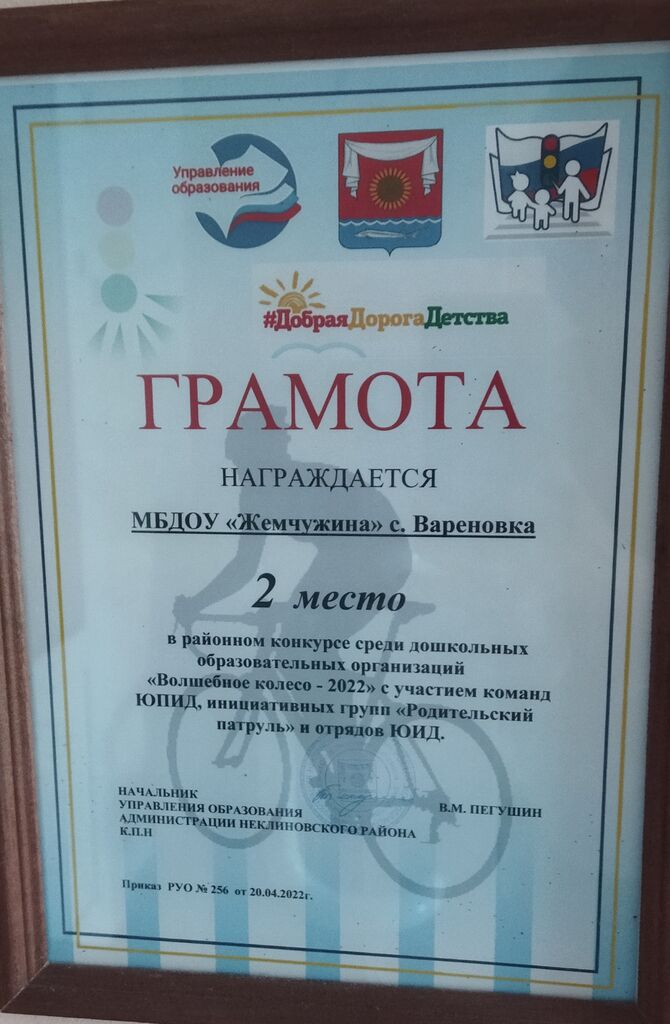 Управление
образования
#ДобраяДорогаДетства
ГРАМОТА
НАГРАЖДАЕТСЯ
МБДОУ «Жемчужина» с. Вареновка
2 место
в районном конкурсе среди дошкольных
образовательных организаций
«Волшебное колесо - 2022» с участием команд
ЮПИД, инициативных групп «Родительский
патруль» и отрядов ЮИД.
НАЧАЛЬНИК
УПРАВЛЕНИЯ ОБРАЗОВАНИЯ В.М. ПЕГУШИН
АДМИНИСТРАЦИИ НЕКЛИНОВСКОГО РАЙОНА
К.П.Н
Приказ РУО № 256 от 20.04.2022г.